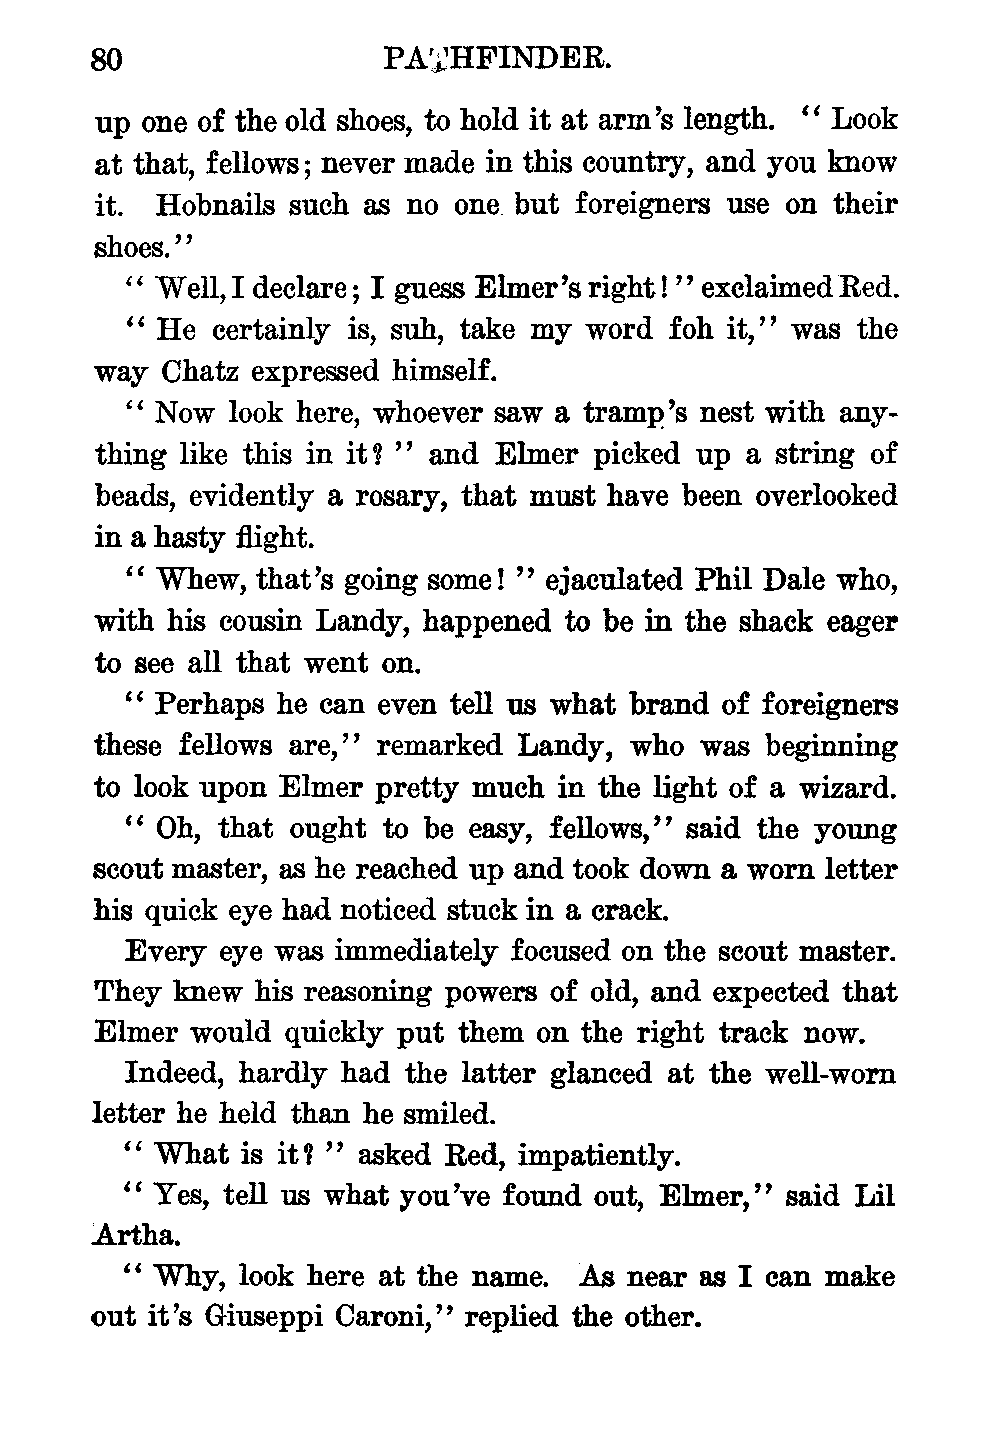 80 PATHFINDER.
up one of the old shoes, to hold it at arm's length. "Look
at that, fellows; never made in this country, and you know
it. Hobnails such as no one but foreigners use on their
shoes."
"Well, I declare; I guess Elmer's right!" exclaimed Red.
"He certainly is, suh, take my word foh it," was the
way Chatz expressed himself.
"Now look here, whoever saw a tramp's nest with any-
thing like this in it?" and Elmer picked up a string of
beads, evidently a rosary, that must have been overlooked
in a hasty flight.
"Whew, that's going some!" ejaculated Phil Dale who,
with his cousin Landy, happened to be in the shack eager
to see all that went on.
"Perhaps he can even tell us what brand of foreigners
these fellows are," remarked Landy, who was beginning
to look upon Elmer pretty much in the light of a wizard.
"Oh, that ought to be easy, fellows," said the young
scout master, as he reached up and took down a worn letter
his quick eye had noticed stuck in a crack.
Every eye was immediately focused on the scout master.
They knew his reasoning powers of old, and expected that
Elmer would quickly put them on the right track now.
Indeed, hardly had the latter glanced at the well-worn
letter he held than he smiled.
"What is it?" asked Red, impatiently.
"Yes, tell us what you've found out, Elmer," said Lil
Artha.
"Why, look here at the name. As near as I can make
out it's Giuseppi Caroni," replied the other.